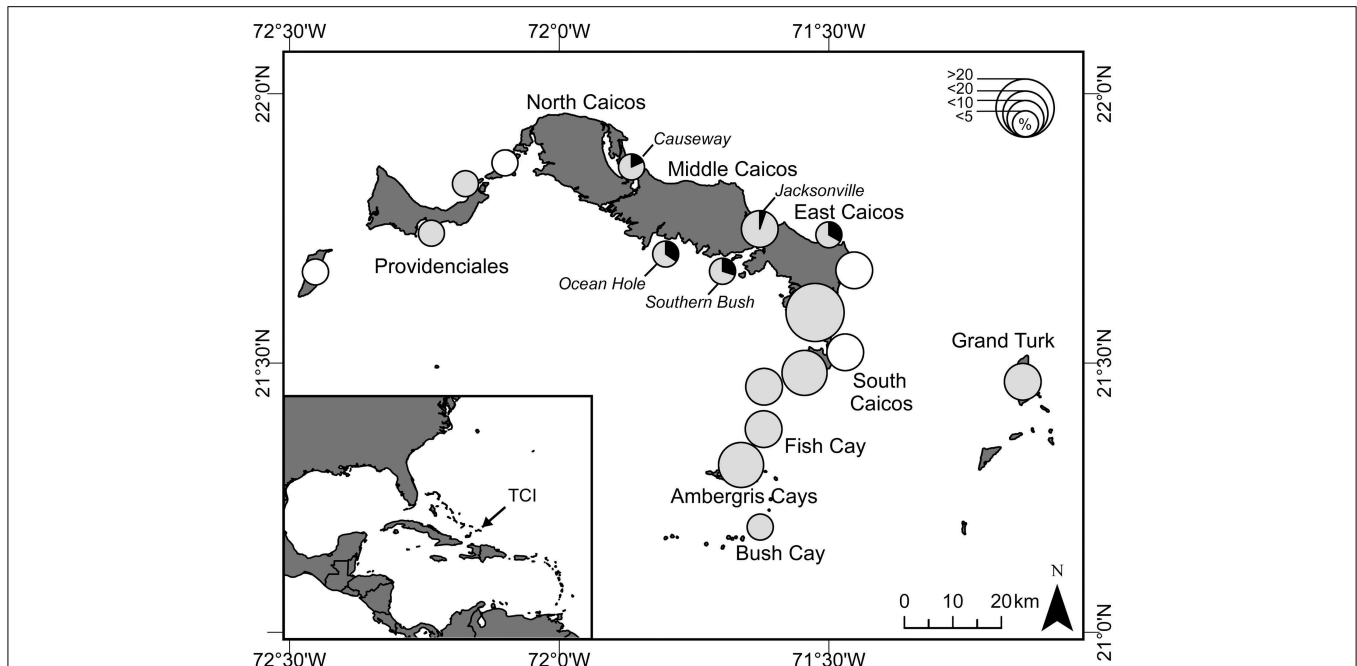 72°30'W
72°0'W
71°30'W
22°0'N
22°0'N
>20
<20
<10
<5
%
North Caicos
Causeway
Middle Caicos
Jacksonville
East Caicos
Providenciales
Ocean Hole
Southern Bush
21°30'N
21°30'N
Grand Turk
South
Caicos
Fish Cay
Ambergris Cays
TCI
Bush Cay
N
0 10 20 km
21°0'N
72°30'W
72°0'W
71°30'W